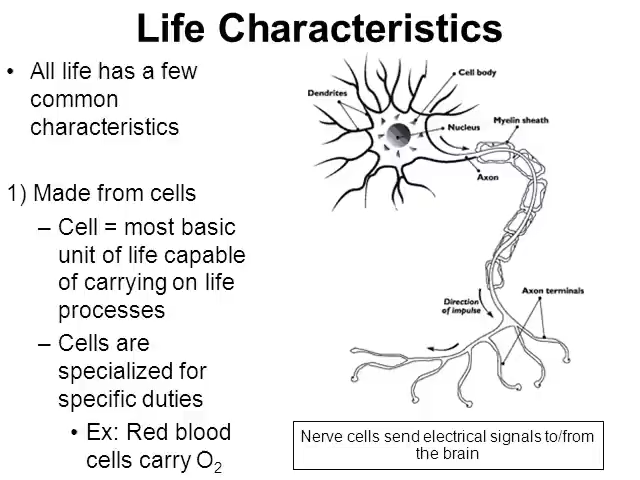 Life Characteristics
• All life has a few
common
characteristics
1) Made from cells
– Cell = most basic
unit of life capable
of carrying on life
processes
– Cells are
specialized for
specific duties
• Ex: Red blood
cells carry O₂
Cell body
Dendrites
Nucleus
Myelin sheath
Axon
Direction
of impulse
Axon terminals
Nerve cells send electrical signals to/from
the brain